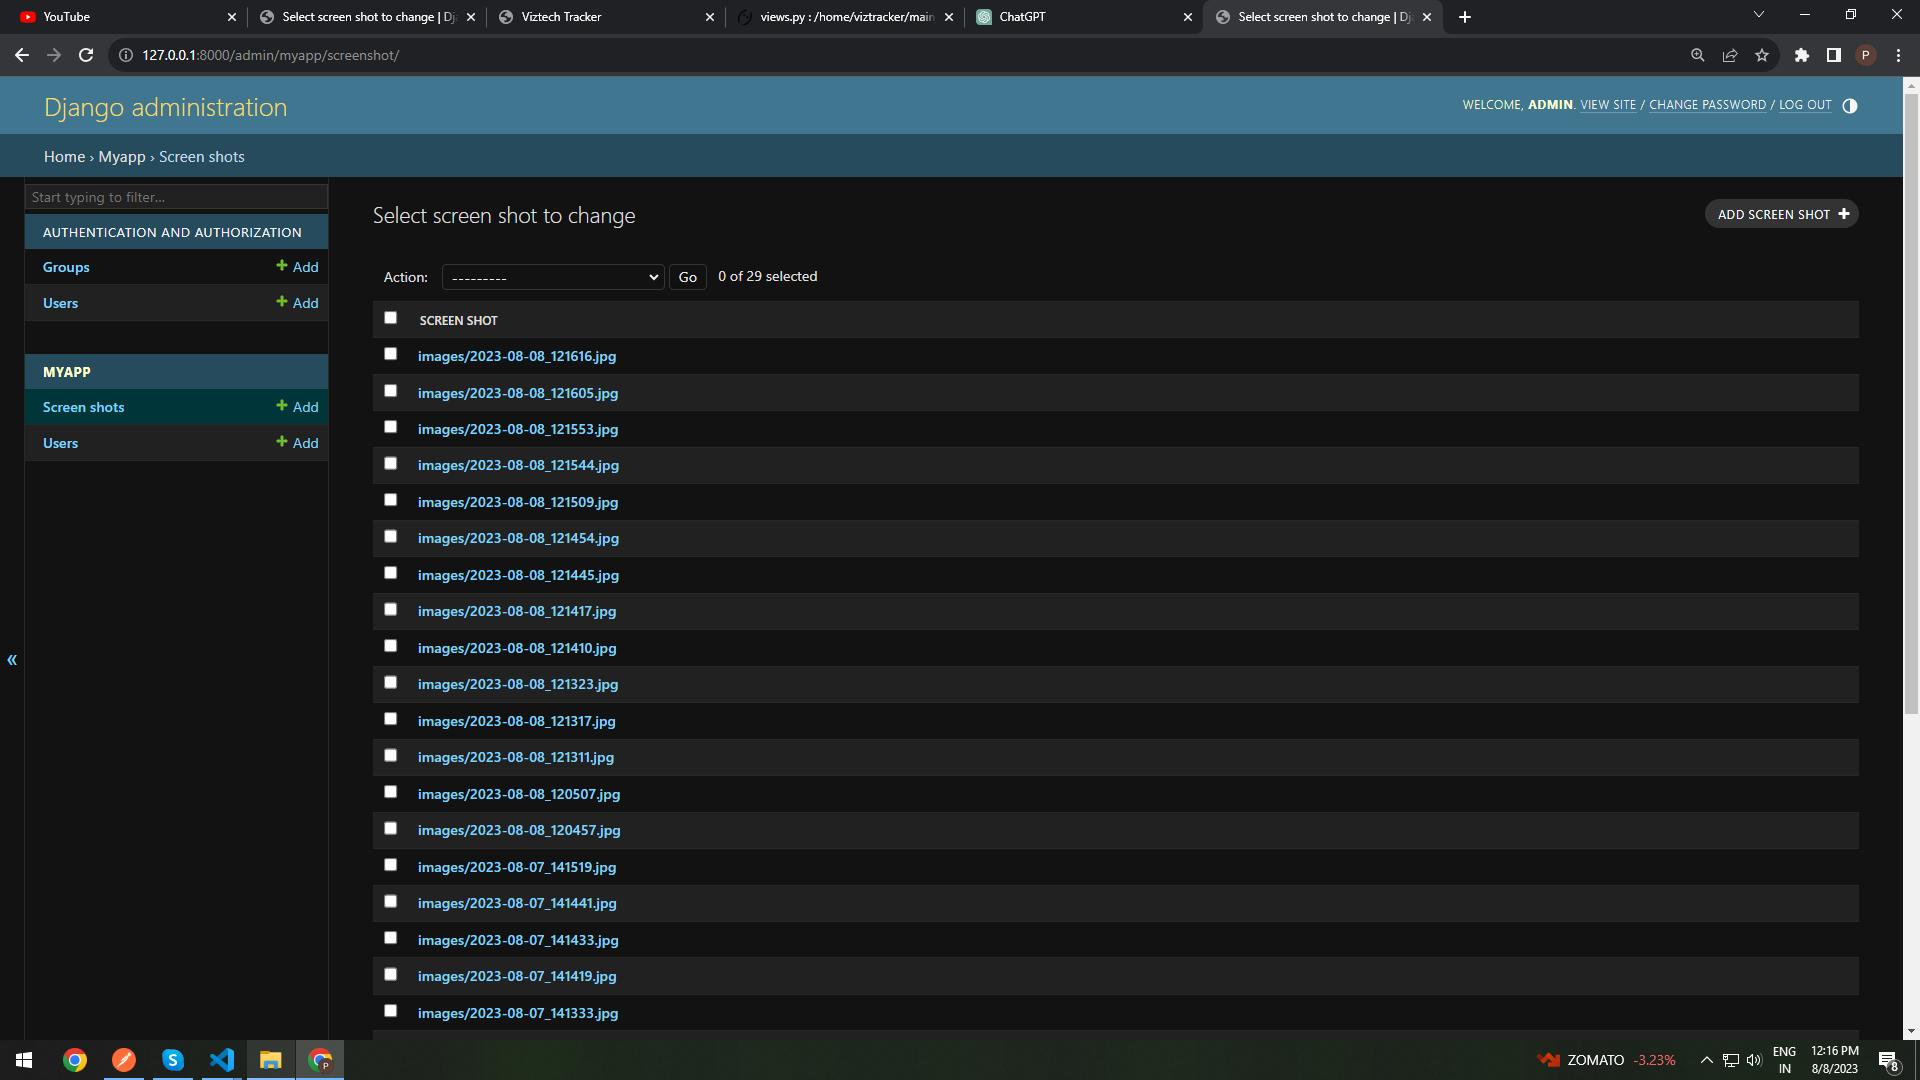 YouTube
Select screen shot to change | Dj
Viztech Tracker
views.py : /home/viztracker/main
ChatGPT
Select screen shot to change | Dj
127.0.0.1:8000/admin/myapp/screenshot/
P
Django administration
WELCOME, ADMIN. VIEW SITE / CHANGE PASSWORD / LOG OUT
Home › Myapp › Screen shots
Start typing to filter...
AUTHENTICATION AND AUTHORIZATION
Groups + Add
Users + Add
MYAPP
Screen shots + Add
Users + Add
«
Select screen shot to change
ADD SCREEN SHOT +
Action: --------- Go 0 of 29 selected
SCREEN SHOT
images/2023-08-08_121616.jpg
images/2023-08-08_121605.jpg
images/2023-08-08_121553.jpg
images/2023-08-08_121544.jpg
images/2023-08-08_121509.jpg
images/2023-08-08_121454.jpg
images/2023-08-08_121445.jpg
images/2023-08-08_121417.jpg
images/2023-08-08_121410.jpg
images/2023-08-08_121323.jpg
images/2023-08-08_121317.jpg
images/2023-08-08_121311.jpg
images/2023-08-08_120507.jpg
images/2023-08-08_120457.jpg
images/2023-08-07_141519.jpg
images/2023-08-07_141441.jpg
images/2023-08-07_141433.jpg
images/2023-08-07_141419.jpg
images/2023-08-07_141333.jpg
S
P
ZOMATO -3.23%
ENG
IN
12:16 PM
8/8/2023
8